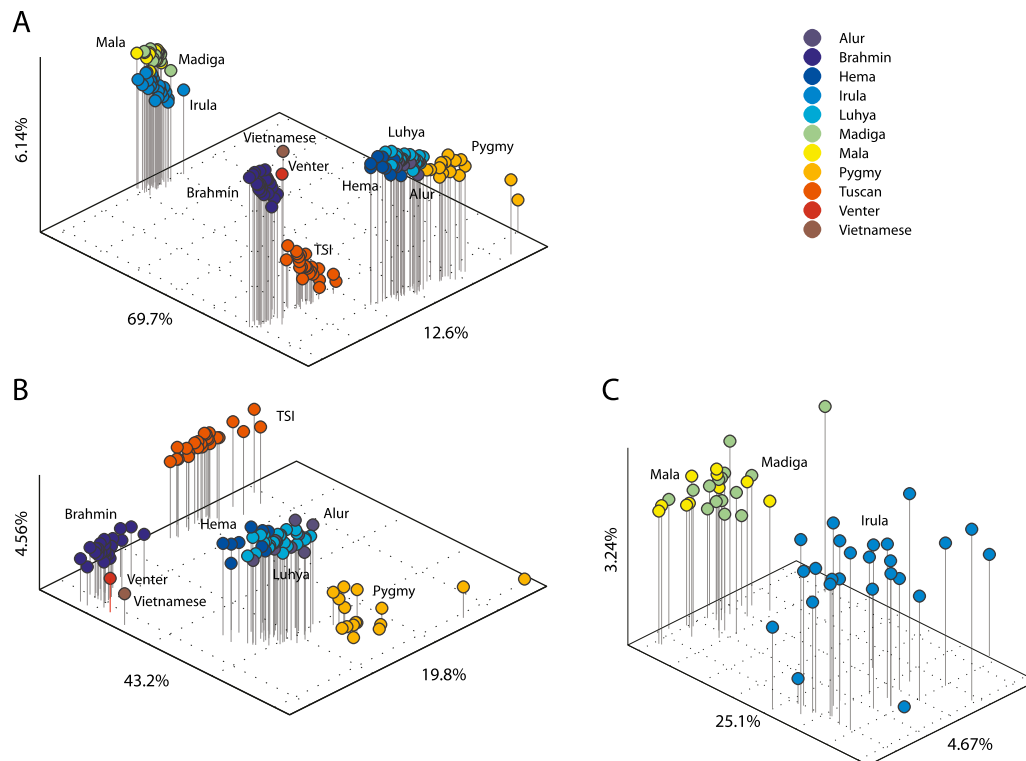 A
Mala
Madiga
Irula
6.14%
Vietnamese
Venter
Brahmin
Luhya
Pygmy
Hema
Alur
TSI
69.7%
12.6%
Alur
Brahmin
Hema
Irula
Luhya
Madiga
Mala
Pygmy
Tuscan
Venter
Vietnamese
B
TSI
Brahmin
Hema
Alur
4.56%
Venter
Vietnamese
Luhya
Pygmy
43.2%
19.8%
C
Mala
Madiga
Irula
3.24%
25.1%
4.67%